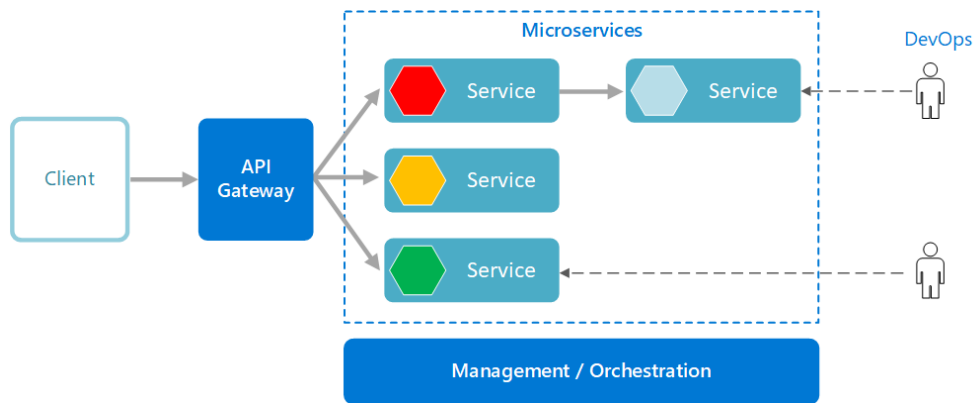 Microservices
DevOps
Service
Service
Client
API
Gateway
Service
Service
Management / Orchestration